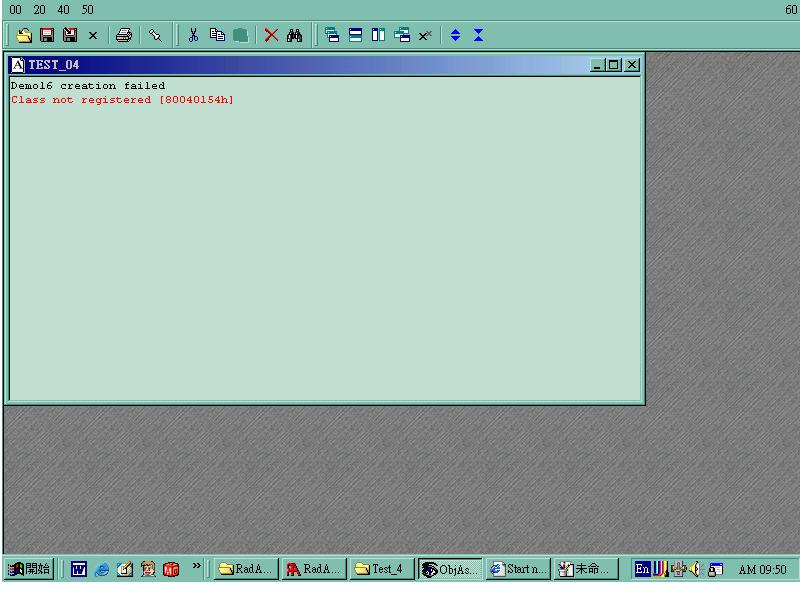 00 20 40 50 60
TEST_04
Demo16 creation failed
Class not registered [80040154h]
開始 RadA... RadA... Test_4 ObjAs... Start n... 未命... En AM 09:50